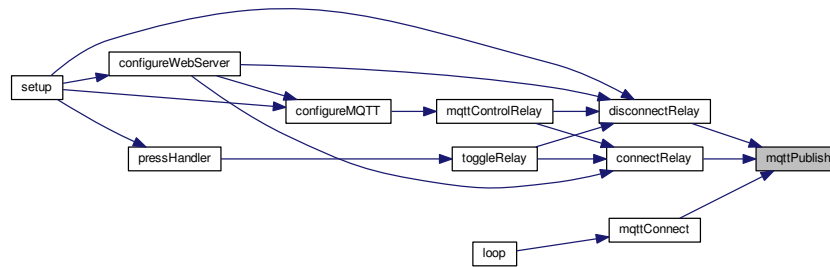 configureWebServer
setup
configureMQTT
mqttControlRelay
disconnectRelay
pressHandler
toggleRelay
connectRelay
mqttPublish
mqttConnect
loop